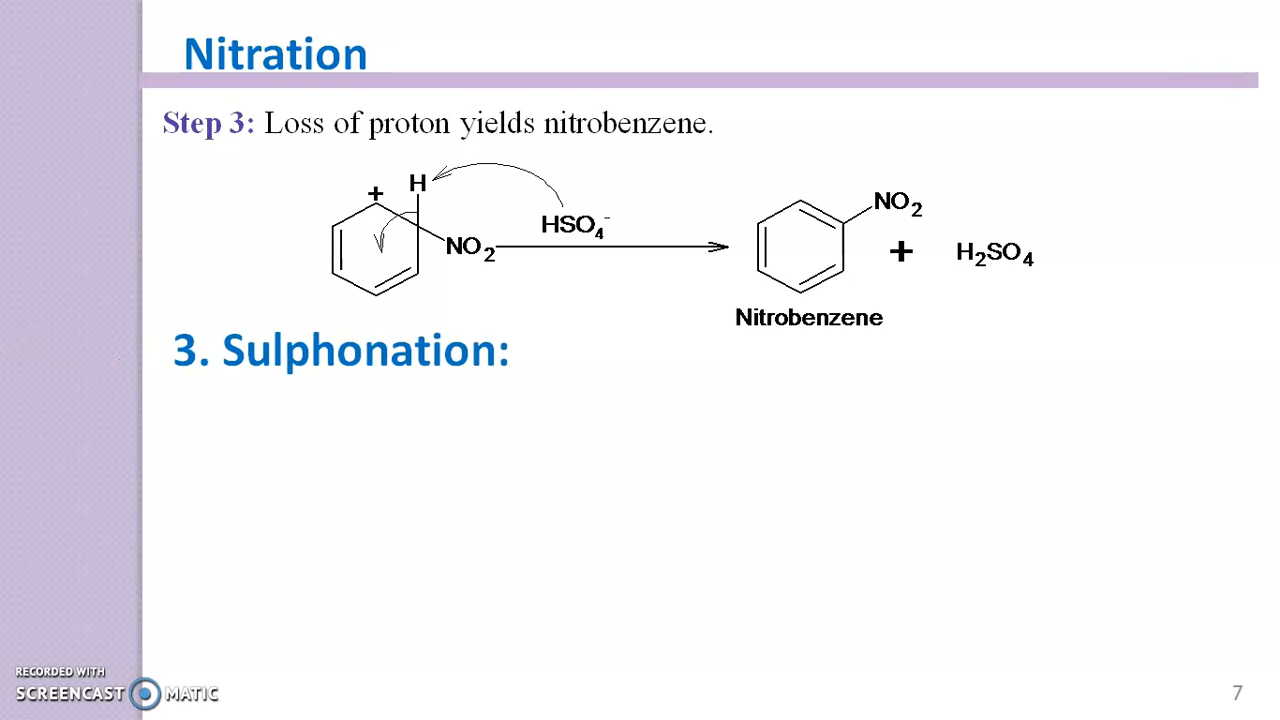 Nitration
Step 3: Loss of proton yields nitrobenzene.
+ H
NO₂
HSO₄⁻
NO₂
+ H₂SO₄
Nitrobenzene
3. Sulphonation:
RECORDED WITH
SCREENCAST MATIC
7